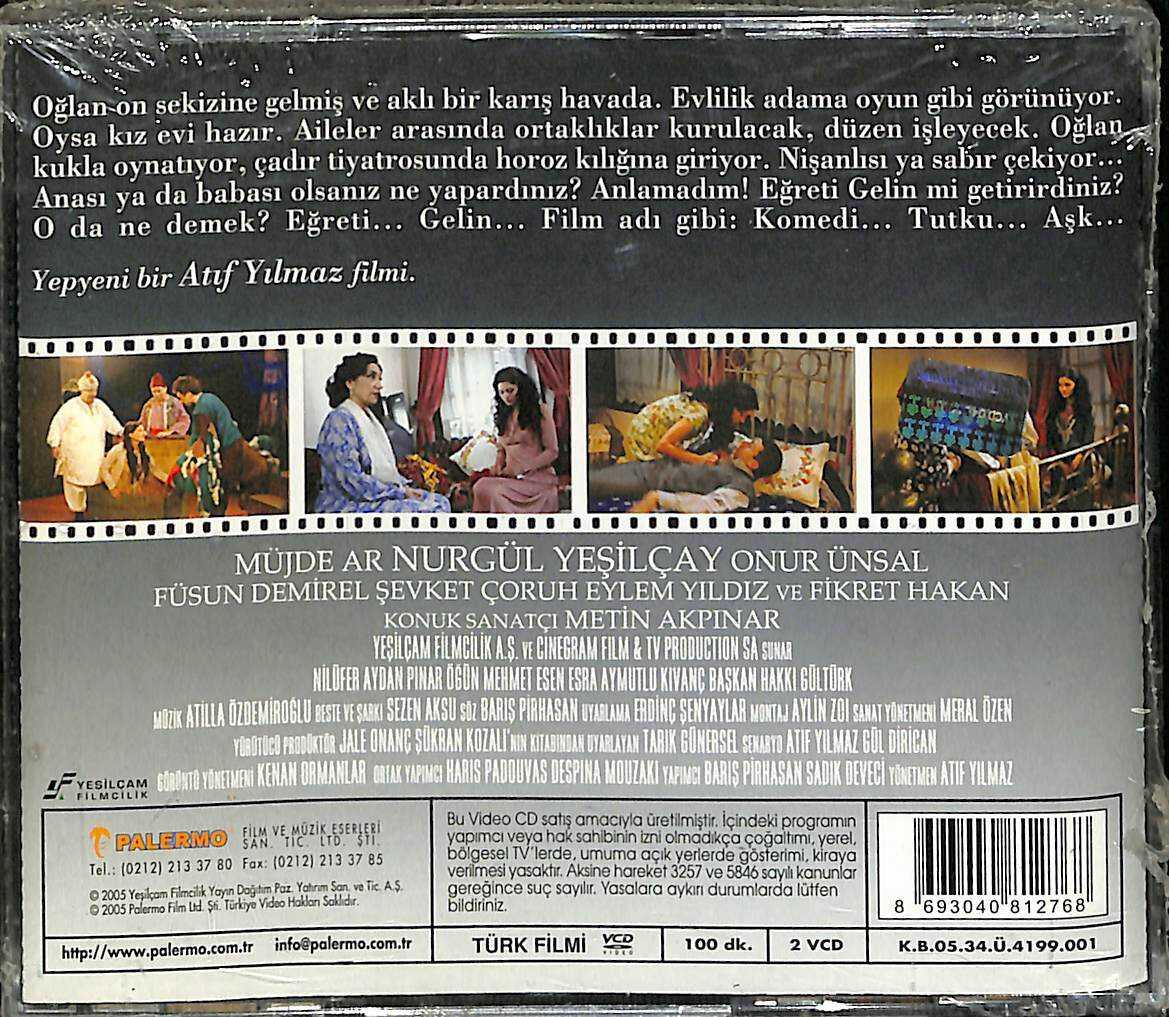 Oğlan on sekizine gelmiş ve aklı bir karış havada. Evlilik adama oyun gibi görünüyor.
Oysa kız evi hazır. Aileler arasında ortaklıklar kurulacak, düzen işleyecek. Oğlan
kukla oynatıyor, çadır tiyatrosunda horoz kılığına giriyor. Nişanlısı ya sabır çekiyor...
Anası ya da babası olsanız ne yapardınız? Anlamadım! Eğreti Gelin mi getirirdiniz?
O da ne demek? Eğreti... Gelin... Film adı gibi: Komedi... Tutku... Aşk...
Yepyeni bir Atıf Yılmaz filmi.
MÜJDE AR NURGÜL YEŞİLÇAY ONUR ÜNSAL
FÜSUN DEMİREL ŞEVKET ÇORUH EYLEM YILDIZ VE FİKRET HAKAN
KONUK SANATÇI METİN AKPINAR
YEŞİLÇAM FİLMCİLİK A.Ş. VE CINEGRAM FILM & TV PRODUCTION SA SUNAR
NİLÜFER AYDAN PINAR ÖĞÜN MEHMET ESEN ESRA AYMUTLU KIVANÇ BAŞKAN HAKKI GÜLTÜRK
MÜZİK ATİLLA ÖZDEMİROĞLU BESTE VE ŞARKI SEZEN AKSU SÖZ BARIŞ PİRHASAN UYARLAMA ERDİNÇ ŞENYAYLAR MONTAJ AYLİN ZOI SANAT YÖNETMENİ MERAL ÖZEN
YÜRÜTÜCÜ PRODÜKTÖR JALE ONANÇ ŞÜKRAN KOZALI'NIN KİTABINDAN UYARLAYAN TARIK GÜNERSEL SENARYO ATIF YILMAZ GÜL DİRİCAN
GÖRÜNTÜ YÖNETMENİ KENAN ORMANLAR ORTAK YAPIMCI HARIS PADOUVAS DESPINA MOUZAKI YAPIMCI BARIŞ PİRHASAN SADIK DEVECİ YÖNETMEN ATIF YILMAZ
YEŞİLÇAM
FİLMCİLİK
PALERMO FİLM VE MÜZİK ESERLERİ
SAN. TİC. LTD. ŞTİ.
Tel.: (0212) 213 37 80 Fax: (0212) 213 37 85
© 2005 Yeşilçam Filmcilik Yayın Dağıtım Paz. Yatırım San. ve Tic. A.Ş.
© 2005 Palermo Film Ltd. Şti. Türkiye Video Hakları Saklıdır.
Bu Video CD satış amacıyla üretilmiştir. İçindeki programın
yapımcı veya hak sahibinin izni olmadıkça çoğaltımı, yerel,
bölgesel TV'lerde, umuma açık yerlerde gösterimi, kiraya
verilmesi yasaktır. Aksine hareket 3257 ve 5846 sayılı kanunlar
gereğince suç sayılır. Yasalara aykırı durumlarda lütfen
bildiriniz.
8 693040 812768
http://www.palermo.com.tr info@palermo.com.tr
TÜRK FİLMİ VCD VIDEO
100 dk.
2 VCD
K.B.05.34.Ü.4199.001